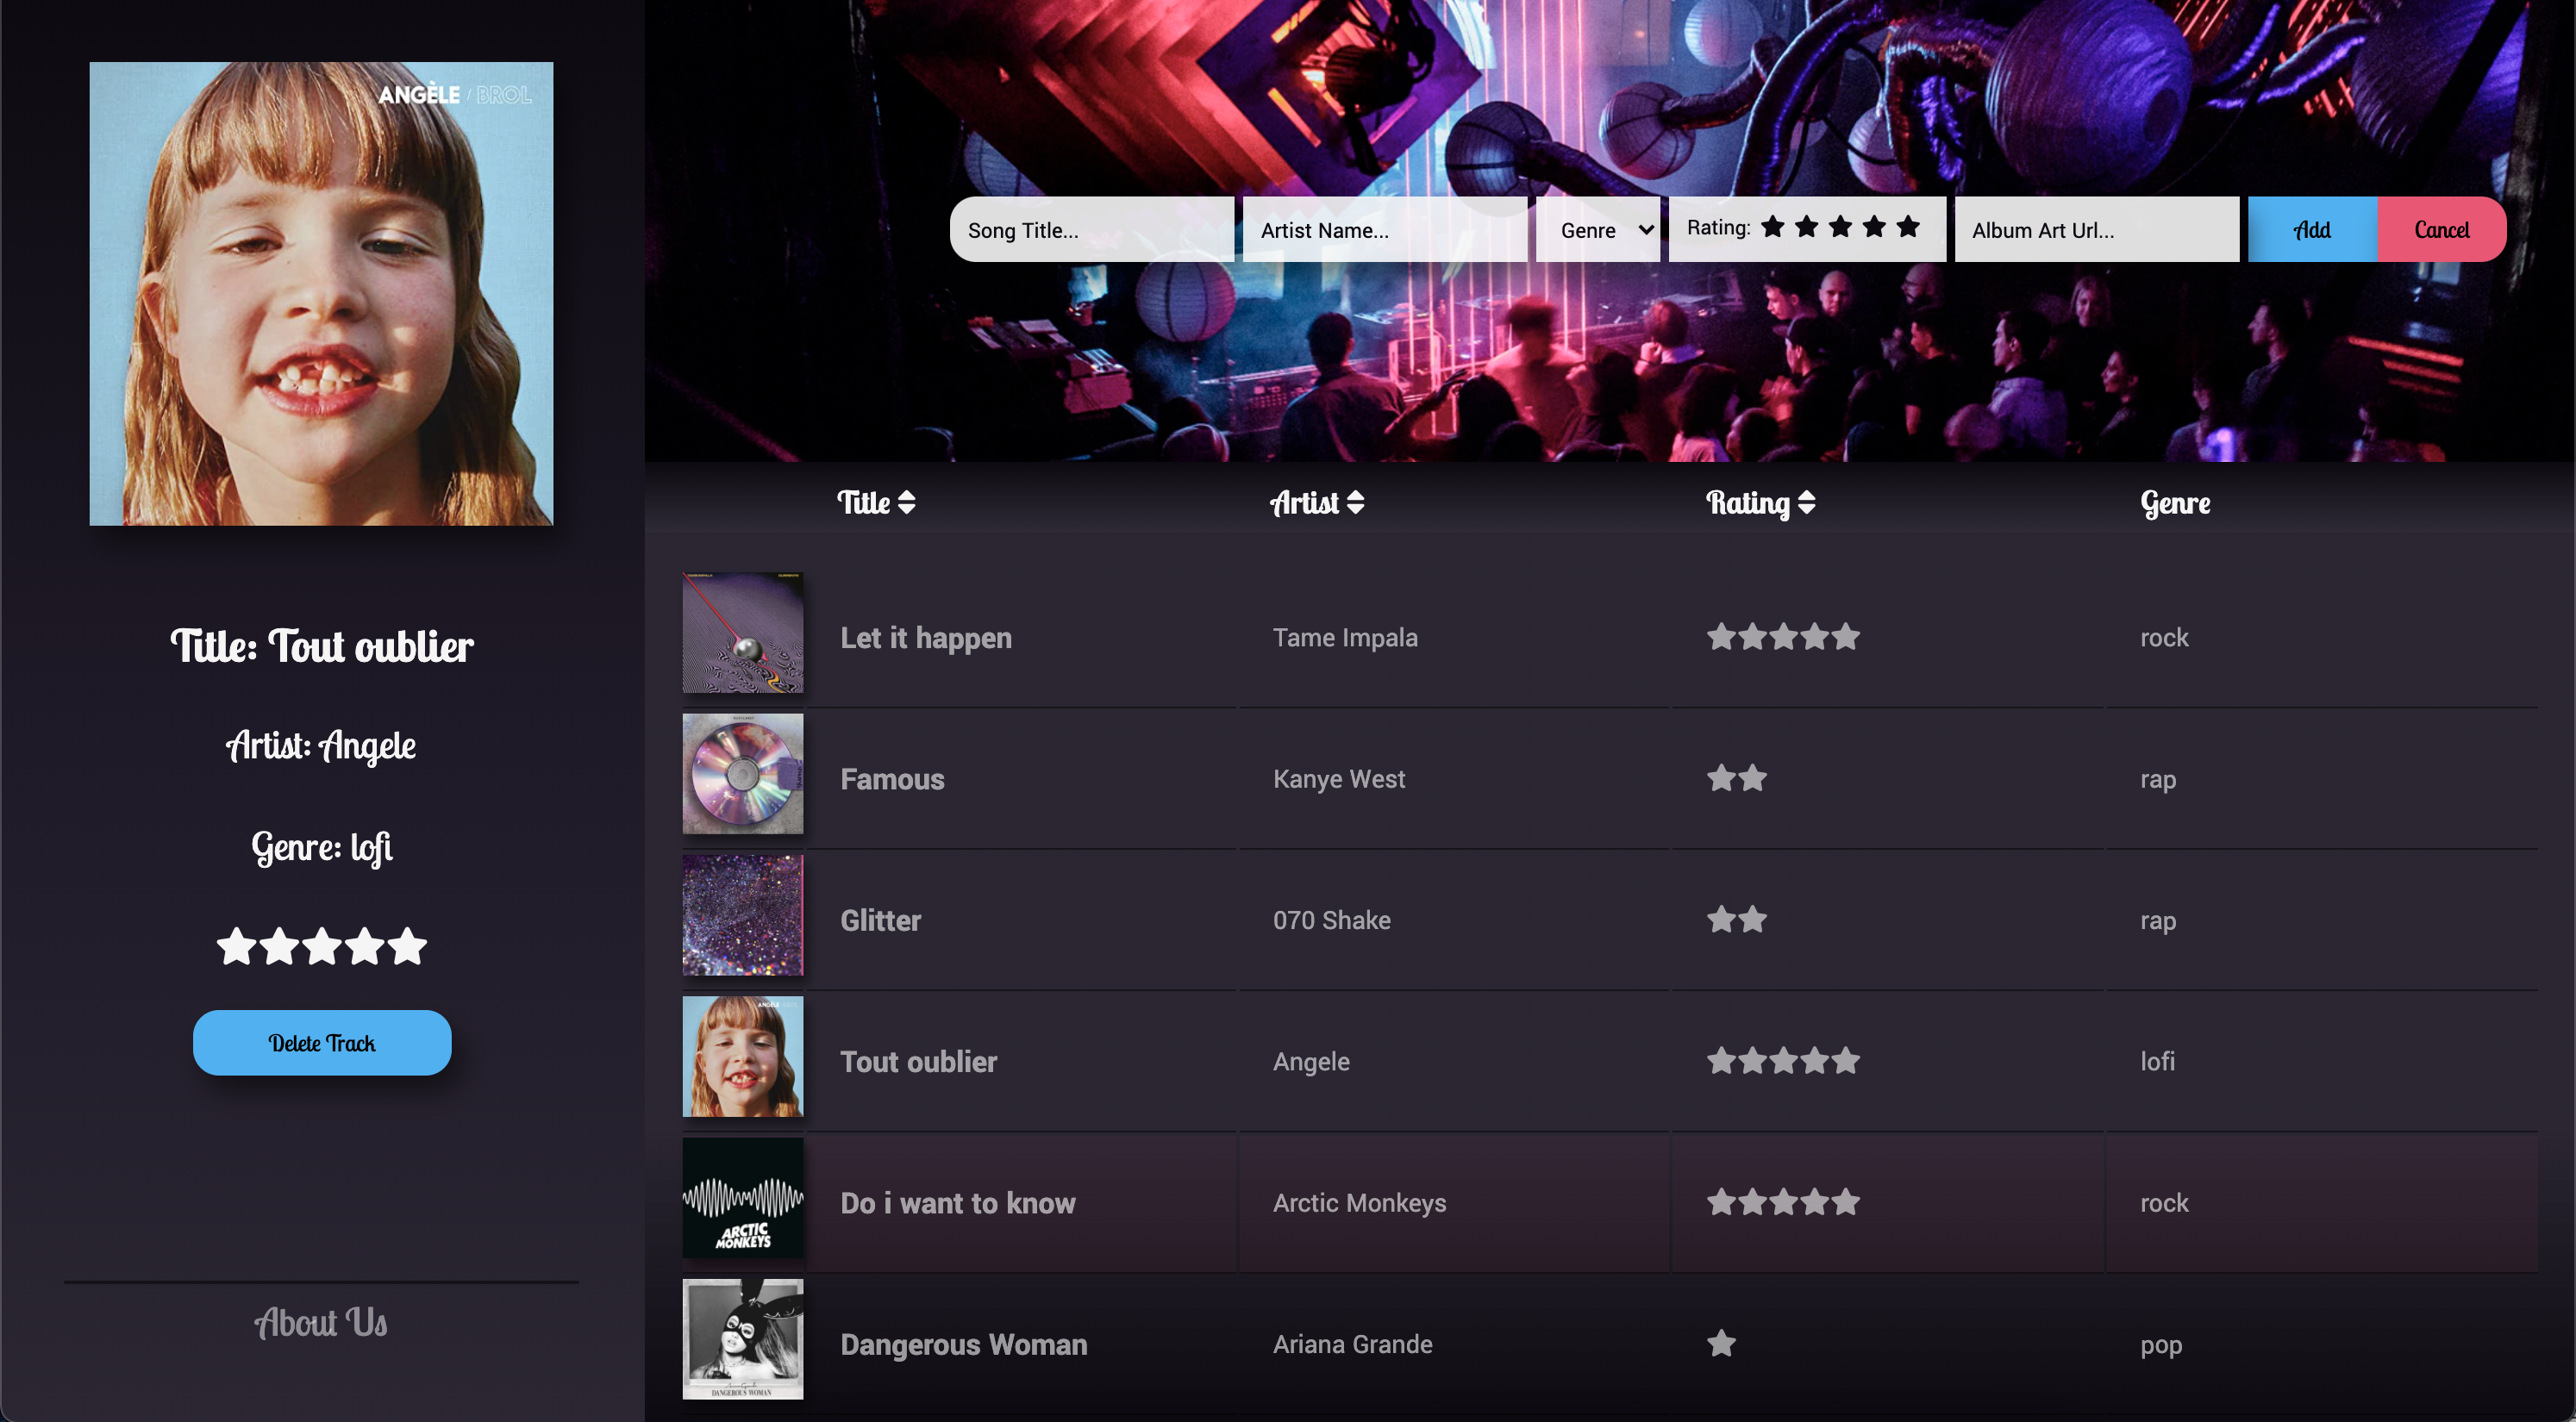 ANGÈLE / BROL
Title: Tout oublier
Artist: Angele
Genre: lofi
Delete Track
About Us
Song Title...
Artist Name...
Genre
Rating:
Album Art Url...
Add
Cancel
Title Artist Rating Genre
Let it happen Tame Impala rock
Famous Kanye West rap
Glitter 070 Shake rap
ANGÈLE
Tout oublier Angele lofi
ARCTIC
MONKEYS
Do i want to know Arctic Monkeys rock
Dangerous Woman Ariana Grande pop
DANGEROUS WOMAN